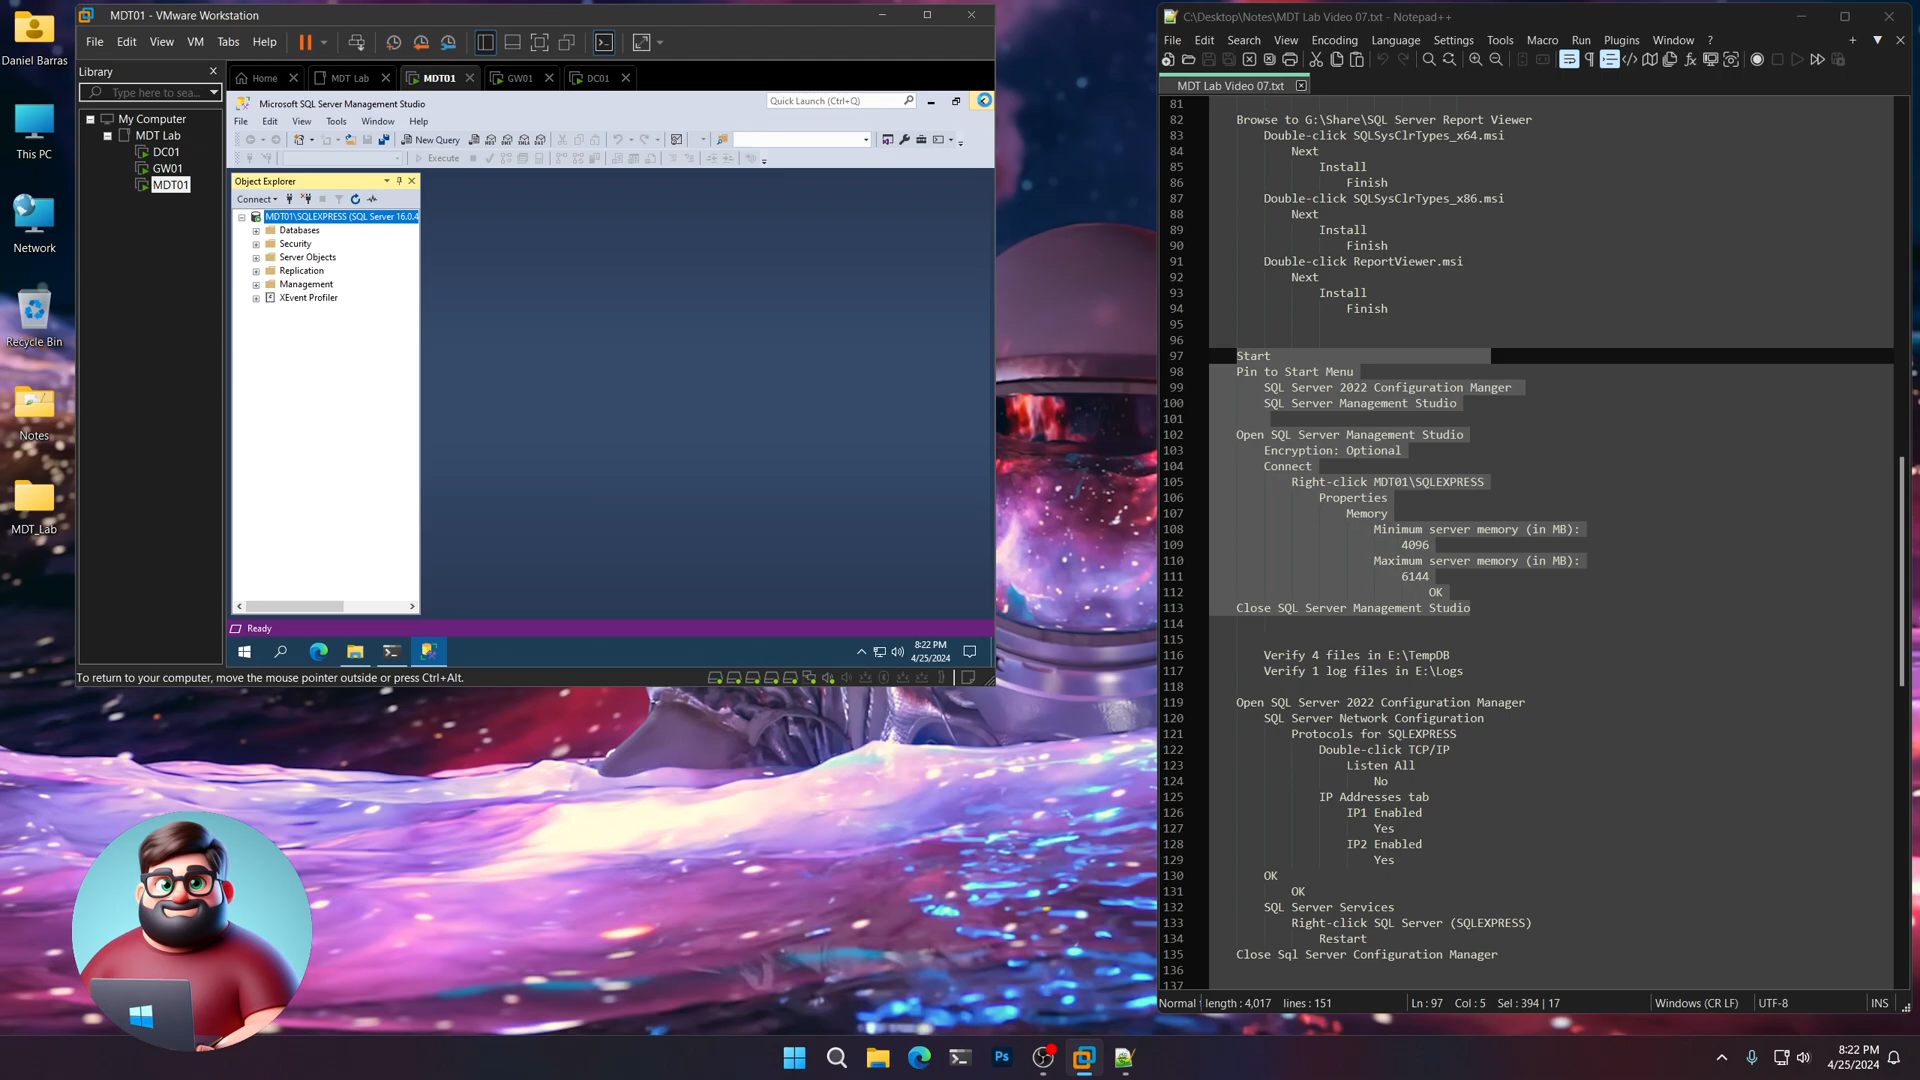 Daniel Barras
This PC
Network
Recycle Bin
Notes
MDT_Lab
MDT01 - VMware Workstation
File Edit View VM Tabs Help
Library
Type here to sea...
My Computer
MDT Lab
DC01
GW01
MDT01
Home MDT Lab MDT01 GW01 DC01
Microsoft SQL Server Management Studio
Quick Launch (Ctrl+Q)
File Edit View Tools Window Help
New Query
Execute
Object Explorer
Connect
MDT01\SQLEXPRESS (SQL Server 16.0.4
Databases
Security
Server Objects
Replication
Management
XEvent Profiler
Ready
8:22 PM
4/25/2024
To return to your computer, move the mouse pointer outside or press Ctrl+Alt.
C:\Desktop\Notes\MDT Lab Video 07.txt - Notepad++
File Edit Search View Encoding Language Settings Tools Macro Run Plugins Window ?
MDT Lab Video 07.txt
81
82 Browse to G:\Share\SQL Server Report Viewer
83 Double-click SQLSysClrTypes_x64.msi
84 Next
85 Install
86 Finish
87 Double-click SQLSysClrTypes_x86.msi
88 Next
89 Install
90 Finish
91 Double-click ReportViewer.msi
92 Next
93 Install
94 Finish
95
96
97 Start
98 Pin to Start Menu
99 SQL Server 2022 Configuration Manger
100 SQL Server Management Studio
101
102 Open SQL Server Management Studio
103 Encryption: Optional
104 Connect
105 Right-click MDT01\SQLEXPRESS
106 Properties
107 Memory
108 Minimum server memory (in MB):
109 4096
110 Maximum server memory (in MB):
111 6144
112 OK
113 Close SQL Server Management Studio
114
115
116 Verify 4 files in E:\TempDB
117 Verify 1 log files in E:\Logs
118
119 Open SQL Server 2022 Configuration Manager
120 SQL Server Network Configuration
121 Protocols for SQLEXPRESS
122 Double-click TCP/IP
123 Listen All
124 No
125 IP Addresses tab
126 IP1 Enabled
127 Yes
128 IP2 Enabled
129 Yes
130 OK
131 OK
132 SQL Server Services
133 Right-click SQL Server (SQLEXPRESS)
134 Restart
135 Close Sql Server Configuration Manager
136
137
Normal length : 4,017 lines : 151 Ln : 97 Col : 5 Sel : 394 | 17 Windows (CR LF) UTF-8 INS
Ps
8:22 PM
4/25/2024